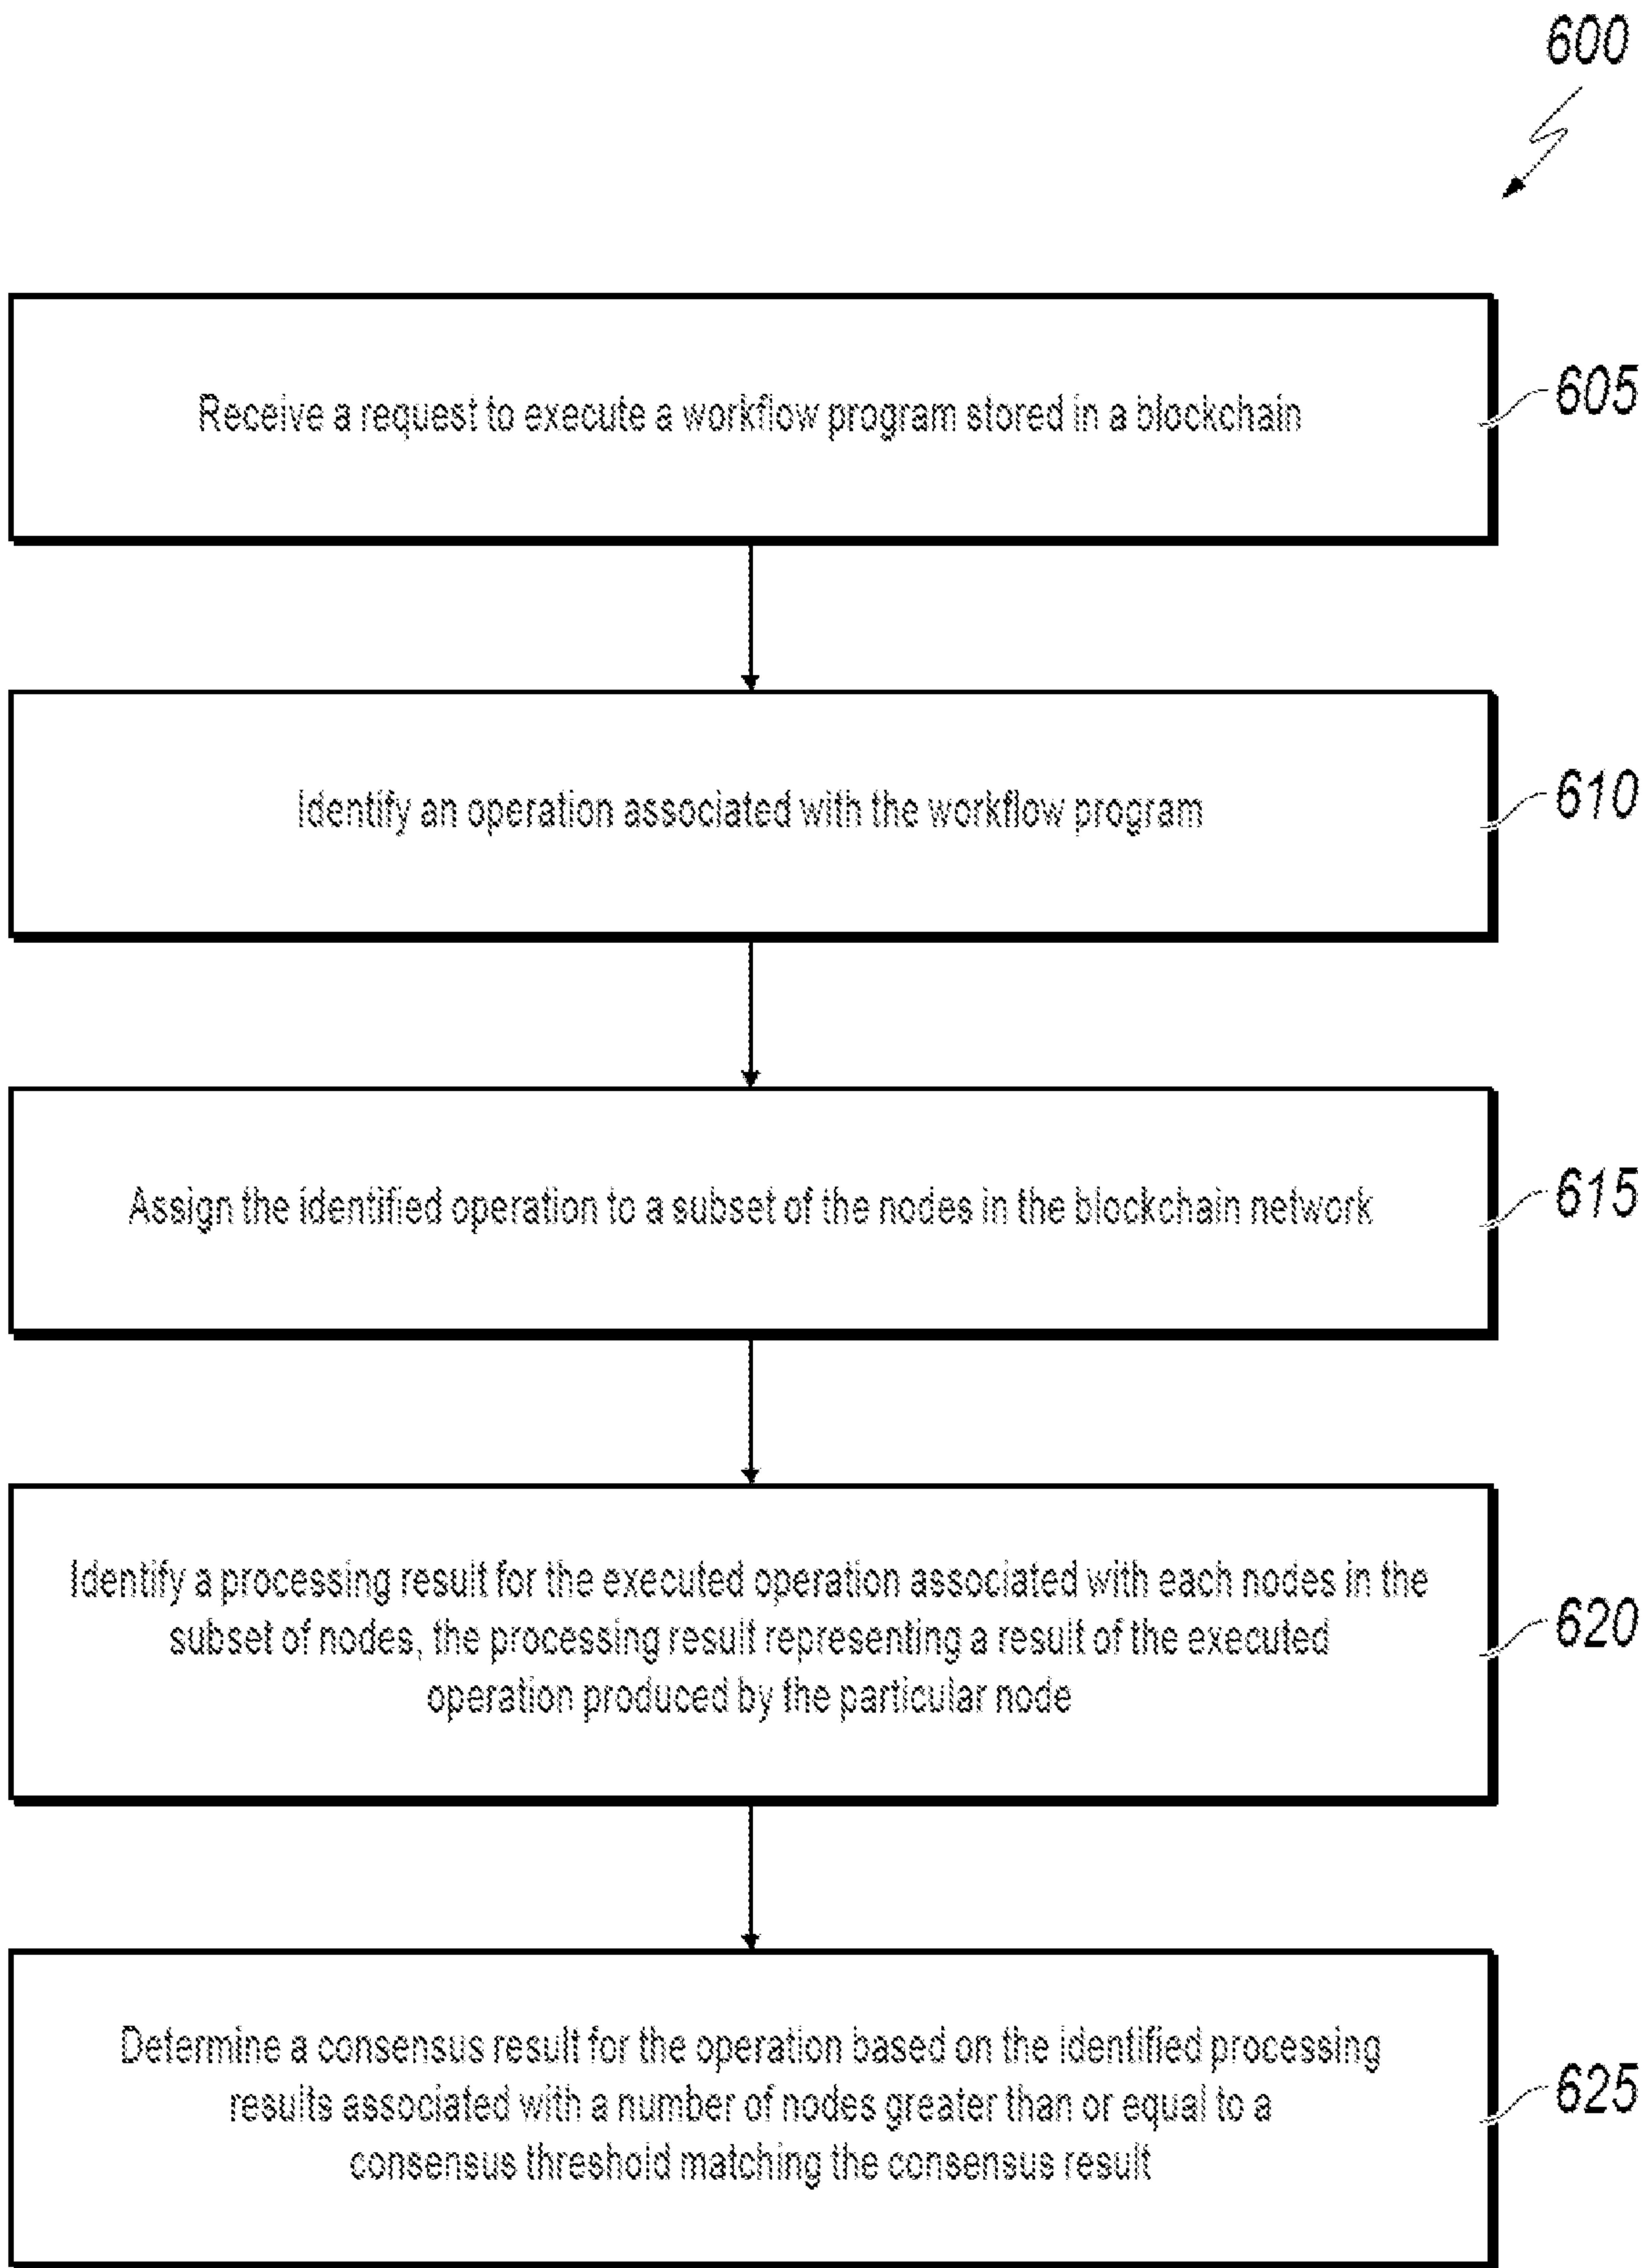 600
Receive a request to execute a workflow program stored in a blockchain
605
Identify an operation associated with the workflow program
610
Assign the identified operation to a subset of the nodes in the blockchain network
615
Identify a processing result for the executed operation associated with each nodes in the
subset of nodes, the processing result representing a result of the executed
operation produced by the particular node
620
Determine a consensus result for the operation based on the identified processing
results associated with a number of nodes greater than or equal to a
consensus threshold matching the consensus result
625